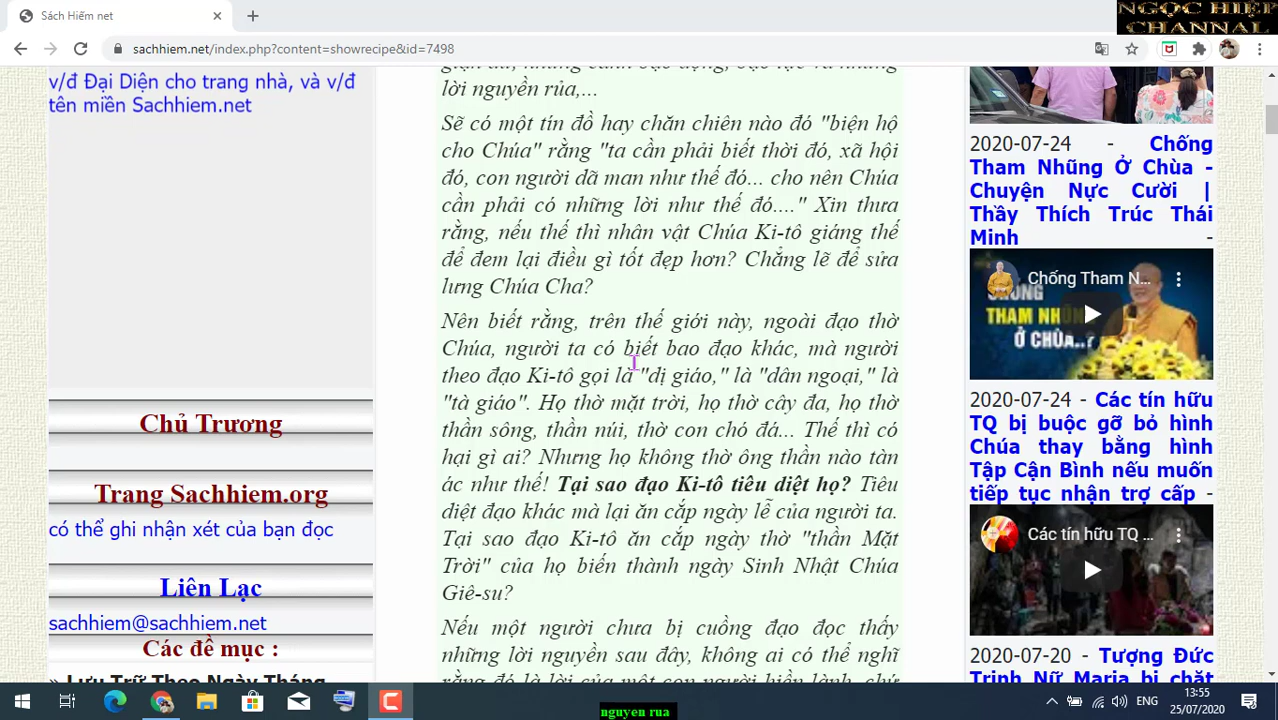 Sách Hiếm net
NGỌC HIỆP
CHANNAL
sachhiem.net/index.php?content=showrecipe&id=7498
v/đ Đại Diện cho trang nhà, và v/đ
tên miền Sachhiem.net
Chủ Trương
Trang Sachhiem.org
có thể ghi nhận xét của bạn đọc
Liên Lạc
sachhiem@sachhiem.net
Các đề mục :
» Lưu Trữ Theo Ngày Tháng
lời nguyền rủa,...
Sẽ có một tín đồ hay chăn chiên nào đó "biện hộ
cho Chúa" rằng "ta cần phải biết thời đó, xã hội
đó, con người dã man như thế đó... cho nên Chúa
cần phải có những lời như thế đó...." Xin thưa
rằng, nếu thế thì nhân vật Chúa Ki-tô giáng thế
để đem lại điều gì tốt đẹp hơn? Chẳng lẽ để sửa
lưng Chúa Cha?
Nên biết rằng, trên thế giới này, ngoài đạo thờ
Chúa, người ta có biết bao đạo khác, mà người
theo đạo Ki-tô gọi là "dị giáo," là "dân ngoại," là
"tà giáo". Họ thờ mặt trời, họ thờ cây đa, họ thờ
thần sông, thần núi, thờ con chó đá... Thế thì có
hại gì ai? Nhưng họ không thờ ông thần nào tàn
ác như thế! Tại sao đạo Ki-tô tiêu diệt họ? Tiêu
diệt đạo khác mà lại ăn cắp ngày lễ của người ta.
Tại sao đạo Ki-tô ăn cắp ngày thờ "thần Mặt
Trời" của họ biến thành ngày Sinh Nhật Chúa
Giê-su?
Nếu một người chưa bị cuồng đạo đọc thấy
những lời nguyền sau đây, không ai có thể nghĩ
2020-07-24 - Chống
Tham Nhũng Ở Chùa -
Chuyện Nực Cười |
Thầy Thích Trúc Thái
Minh -
Chống Tham N...
CHỐNG
THAM NHŨNG
Ở CHÙA...
2020-07-24 - Các tín hữu
TQ bị buộc gỡ bỏ hình
Chúa thay bằng hình
Tập Cận Bình nếu muốn
tiếp tục nhận trợ cấp -
Các tín hữu TQ ...
2020-07-20 - Tượng Đức
Trinh Nữ Maria bị chặt
ENG
13:55
25/07/2020
nguyen rua